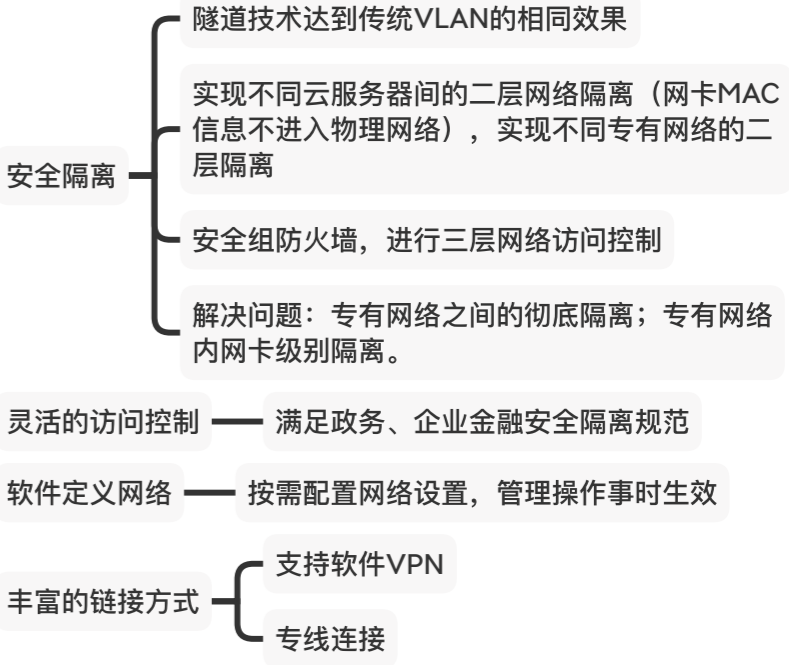 隧道技术达到传统VLAN的相同效果
实现不同云服务器间的二层网络隔离（网卡MAC
信息不进入物理网络），实现不同专有网络的二
层隔离
安全隔离
安全组防火墙，进行三层网络访问控制
解决问题：专有网络之间的彻底隔离；专有网络
内网卡级别隔离。
灵活的访问控制
满足政务、企业金融安全隔离规范
软件定义网络
按需配置网络设置，管理操作事时生效
丰富的链接方式
支持软件VPN
专线连接